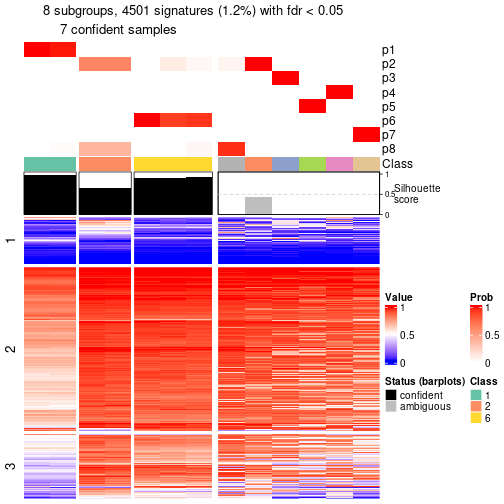 8 subgroups, 4501 signatures (1.2%) with fdr < 0.05
7 confident samples
p1
p2
p3
p4
p5
p6
p7
p8
Class
1
0.5
0
Silhouette
score
1
2
3
Value
1
0.5
0
Prob
1
0.5
0
Status (barplots)
confident
ambiguous
Class
1
2
6